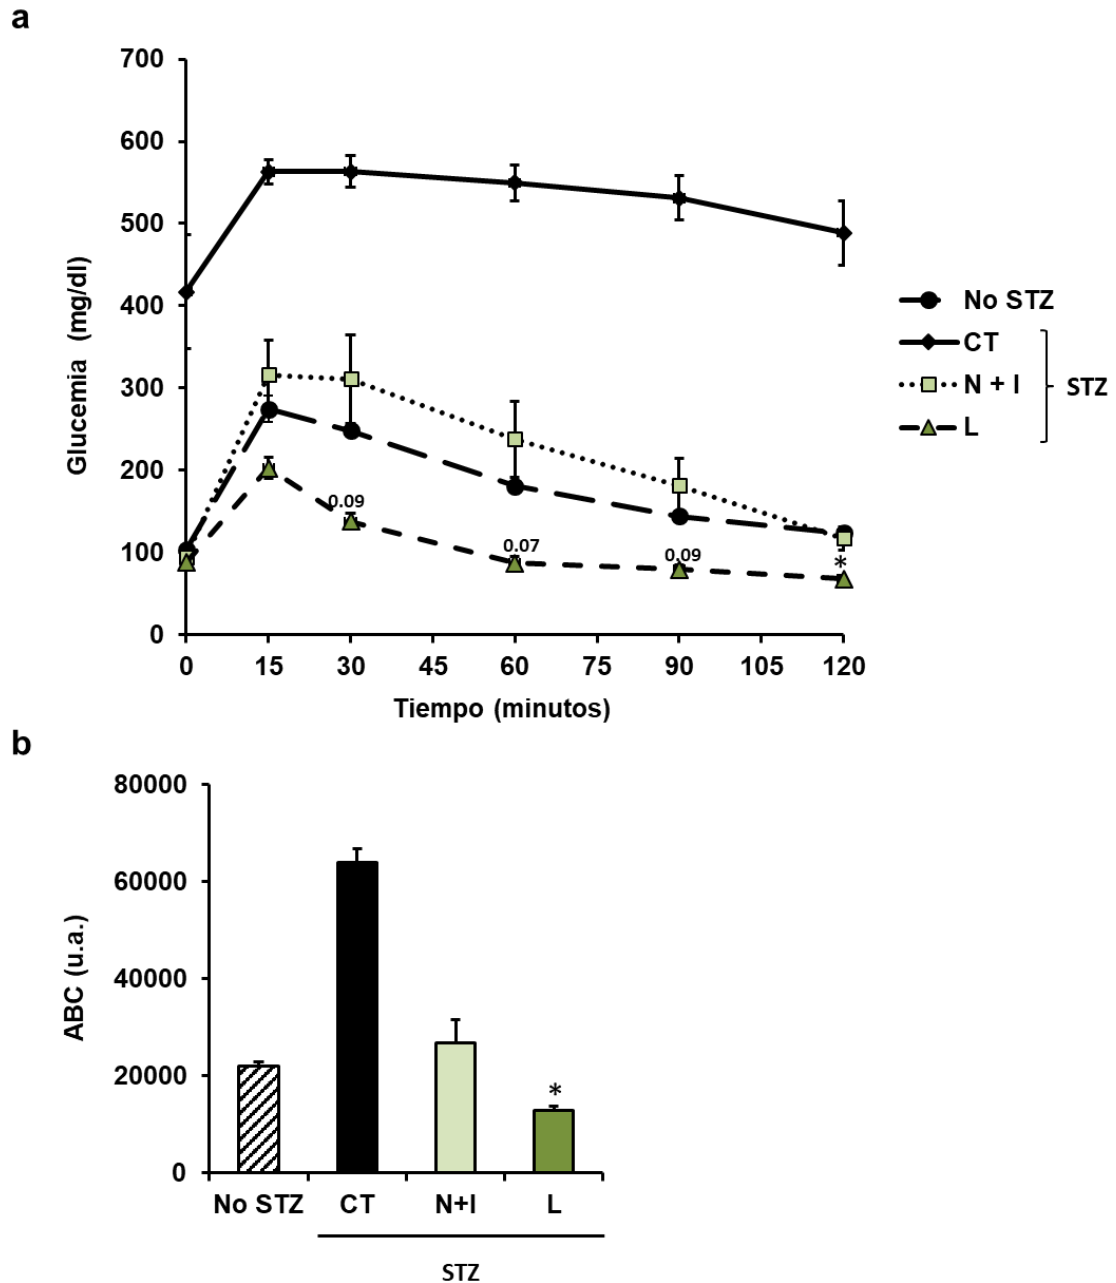 a
700
600
500
400
300
200
100
0
Glucemia (mg/dl)
0.09
0.07
0.09
*
0 15 30 45 60 75 90 105 120
Tiempo (minutos)
No STZ
CT
N + I
L
STZ
b
80000
60000
40000
20000
0
ABC (u.a.)
*
No STZ CT N+I L
STZ